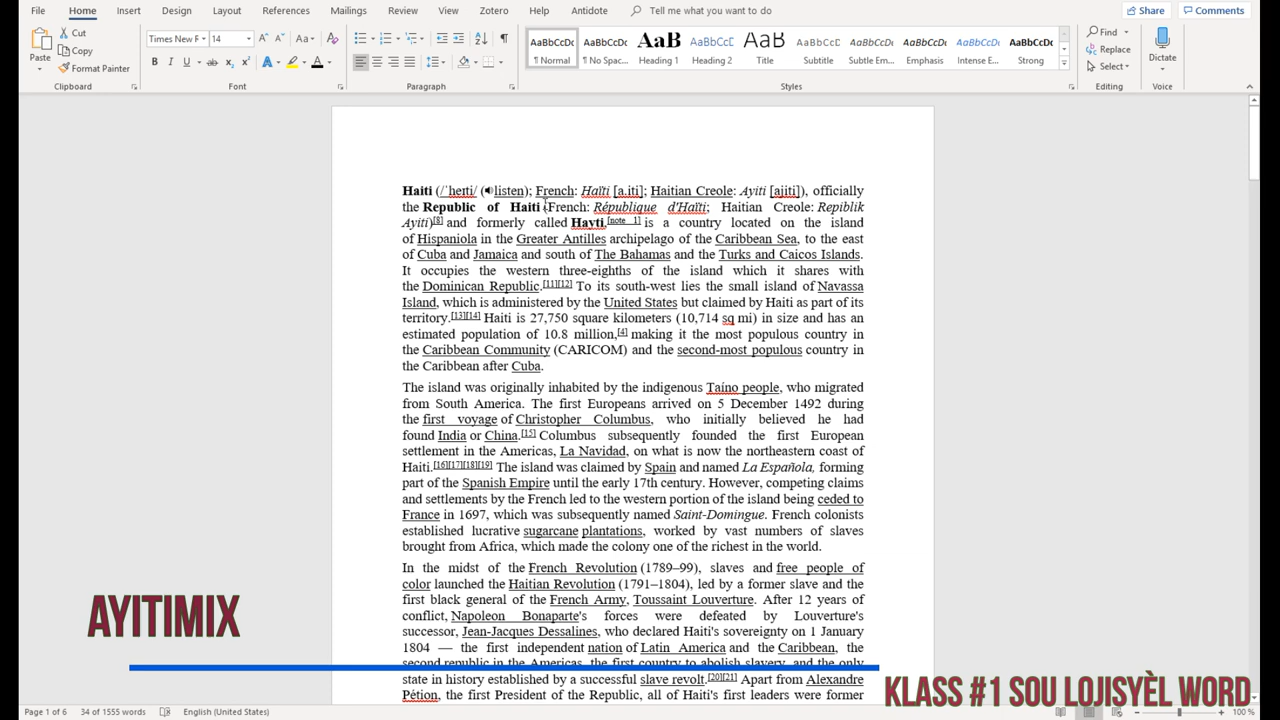 File Home Insert Design Layout References Mailings Review View Zotero Help Antidote Tell me what you want to do Share Comments
Cut
Copy
Format Painter
Paste
Clipboard
Times New F 14
Font
Paragraph
AaBbCcDc AaBbCcDc AaB AaBbCcC AaB AaBbCcD AaBbCcDc AaBbCcDc AaBbCcDc AaBbCcDc
¶ Normal ¶ No Spac... Heading 1 Heading 2 Title Subtitle Subtle Em... Emphasis Intense E... Strong
Styles
Find
Replace
Select
Editing
Dictate
Voice
Haiti (/ˈheɪti/ (listen); French: Haïti [a.iti]; Haitian Creole: Ayiti [ajiti]), officially
the Republic of Haiti (French: République d'Haïti; Haitian Creole: Repiblik
Ayiti)[8] and formerly called Hayti,[note 1] is a country located on the island
of Hispaniola in the Greater Antilles archipelago of the Caribbean Sea, to the east
of Cuba and Jamaica and south of The Bahamas and the Turks and Caicos Islands.
It occupies the western three-eighths of the island which it shares with
the Dominican Republic.[11][12] To its south-west lies the small island of Navassa
Island, which is administered by the United States but claimed by Haiti as part of its
territory.[13][14] Haiti is 27,750 square kilometers (10,714 sq mi) in size and has an
estimated population of 10.8 million,[4] making it the most populous country in
the Caribbean Community (CARICOM) and the second-most populous country in
the Caribbean after Cuba.
The island was originally inhabited by the indigenous Taíno people, who migrated
from South America. The first Europeans arrived on 5 December 1492 during
the first voyage of Christopher Columbus, who initially believed he had
found India or China.[15] Columbus subsequently founded the first European
settlement in the Americas, La Navidad, on what is now the northeastern coast of
Haiti.[16][17][18][19] The island was claimed by Spain and named La Española, forming
part of the Spanish Empire until the early 17th century. However, competing claims
and settlements by the French led to the western portion of the island being ceded to
France in 1697, which was subsequently named Saint-Domingue. French colonists
established lucrative sugarcane plantations, worked by vast numbers of slaves
brought from Africa, which made the colony one of the richest in the world.
In the midst of the French Revolution (1789–99), slaves and free people of
color launched the Haitian Revolution (1791–1804), led by a former slave and the
first black general of the French Army, Toussaint Louverture. After 12 years of
conflict, Napoleon Bonaparte's forces were defeated by Louverture's
successor, Jean-Jacques Dessalines, who declared Haiti's sovereignty on 1 January
1804 — the first independent nation of Latin America and the Caribbean, the
second republic in the Americas, the first country to abolish slavery, and the only
state in history established by a successful slave revolt.[20][21] Apart from Alexandre
Pétion, the first President of the Republic, all of Haiti's first leaders were former
AYITIMIX
KLASS #1 SOU LOJISYÈL WORD
Page 1 of 6 34 of 1555 words English (United States) 100 %